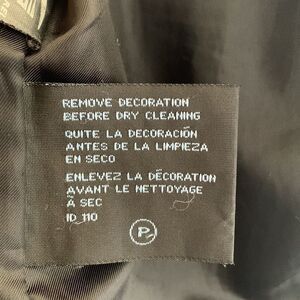 REMOVE DECORATION
BEFORE DRY CLEANING
QUITE LA DECORACIÓN
ANTES DE LA LIMPIEZA
EN SECO
ENLEVEZ LA DÉCORATION
AVANT LE NETTOYAGE
À SEC
ID 110
P